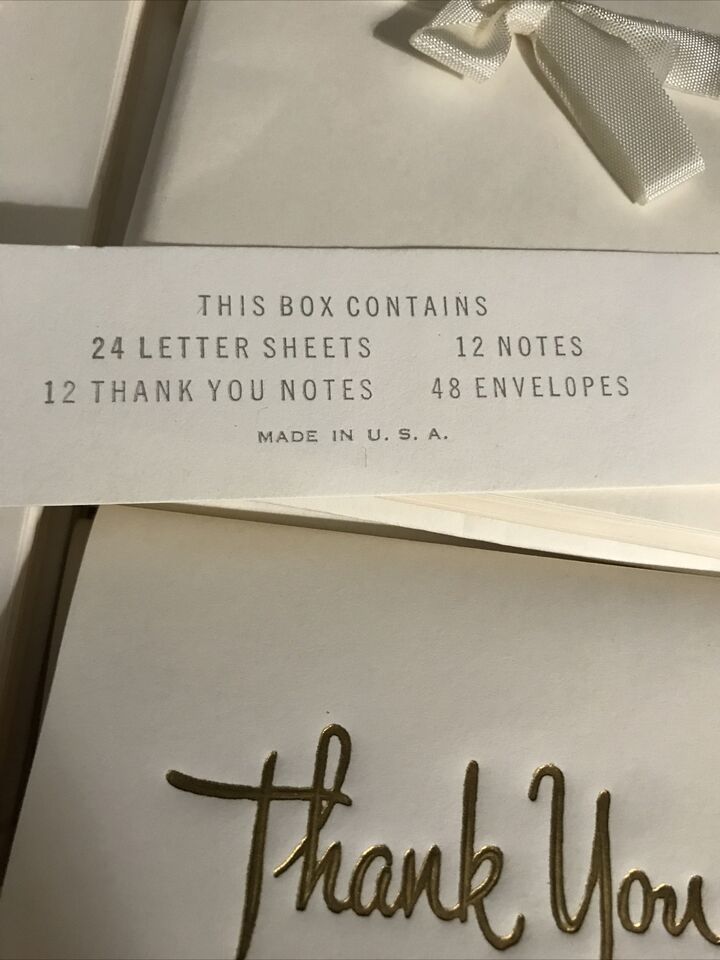 THIS BOX CONTAINS
24 LETTER SHEETS 12 NOTES
12 THANK YOU NOTES 48 ENVELOPES
MADE IN U. S. A.
Thank You